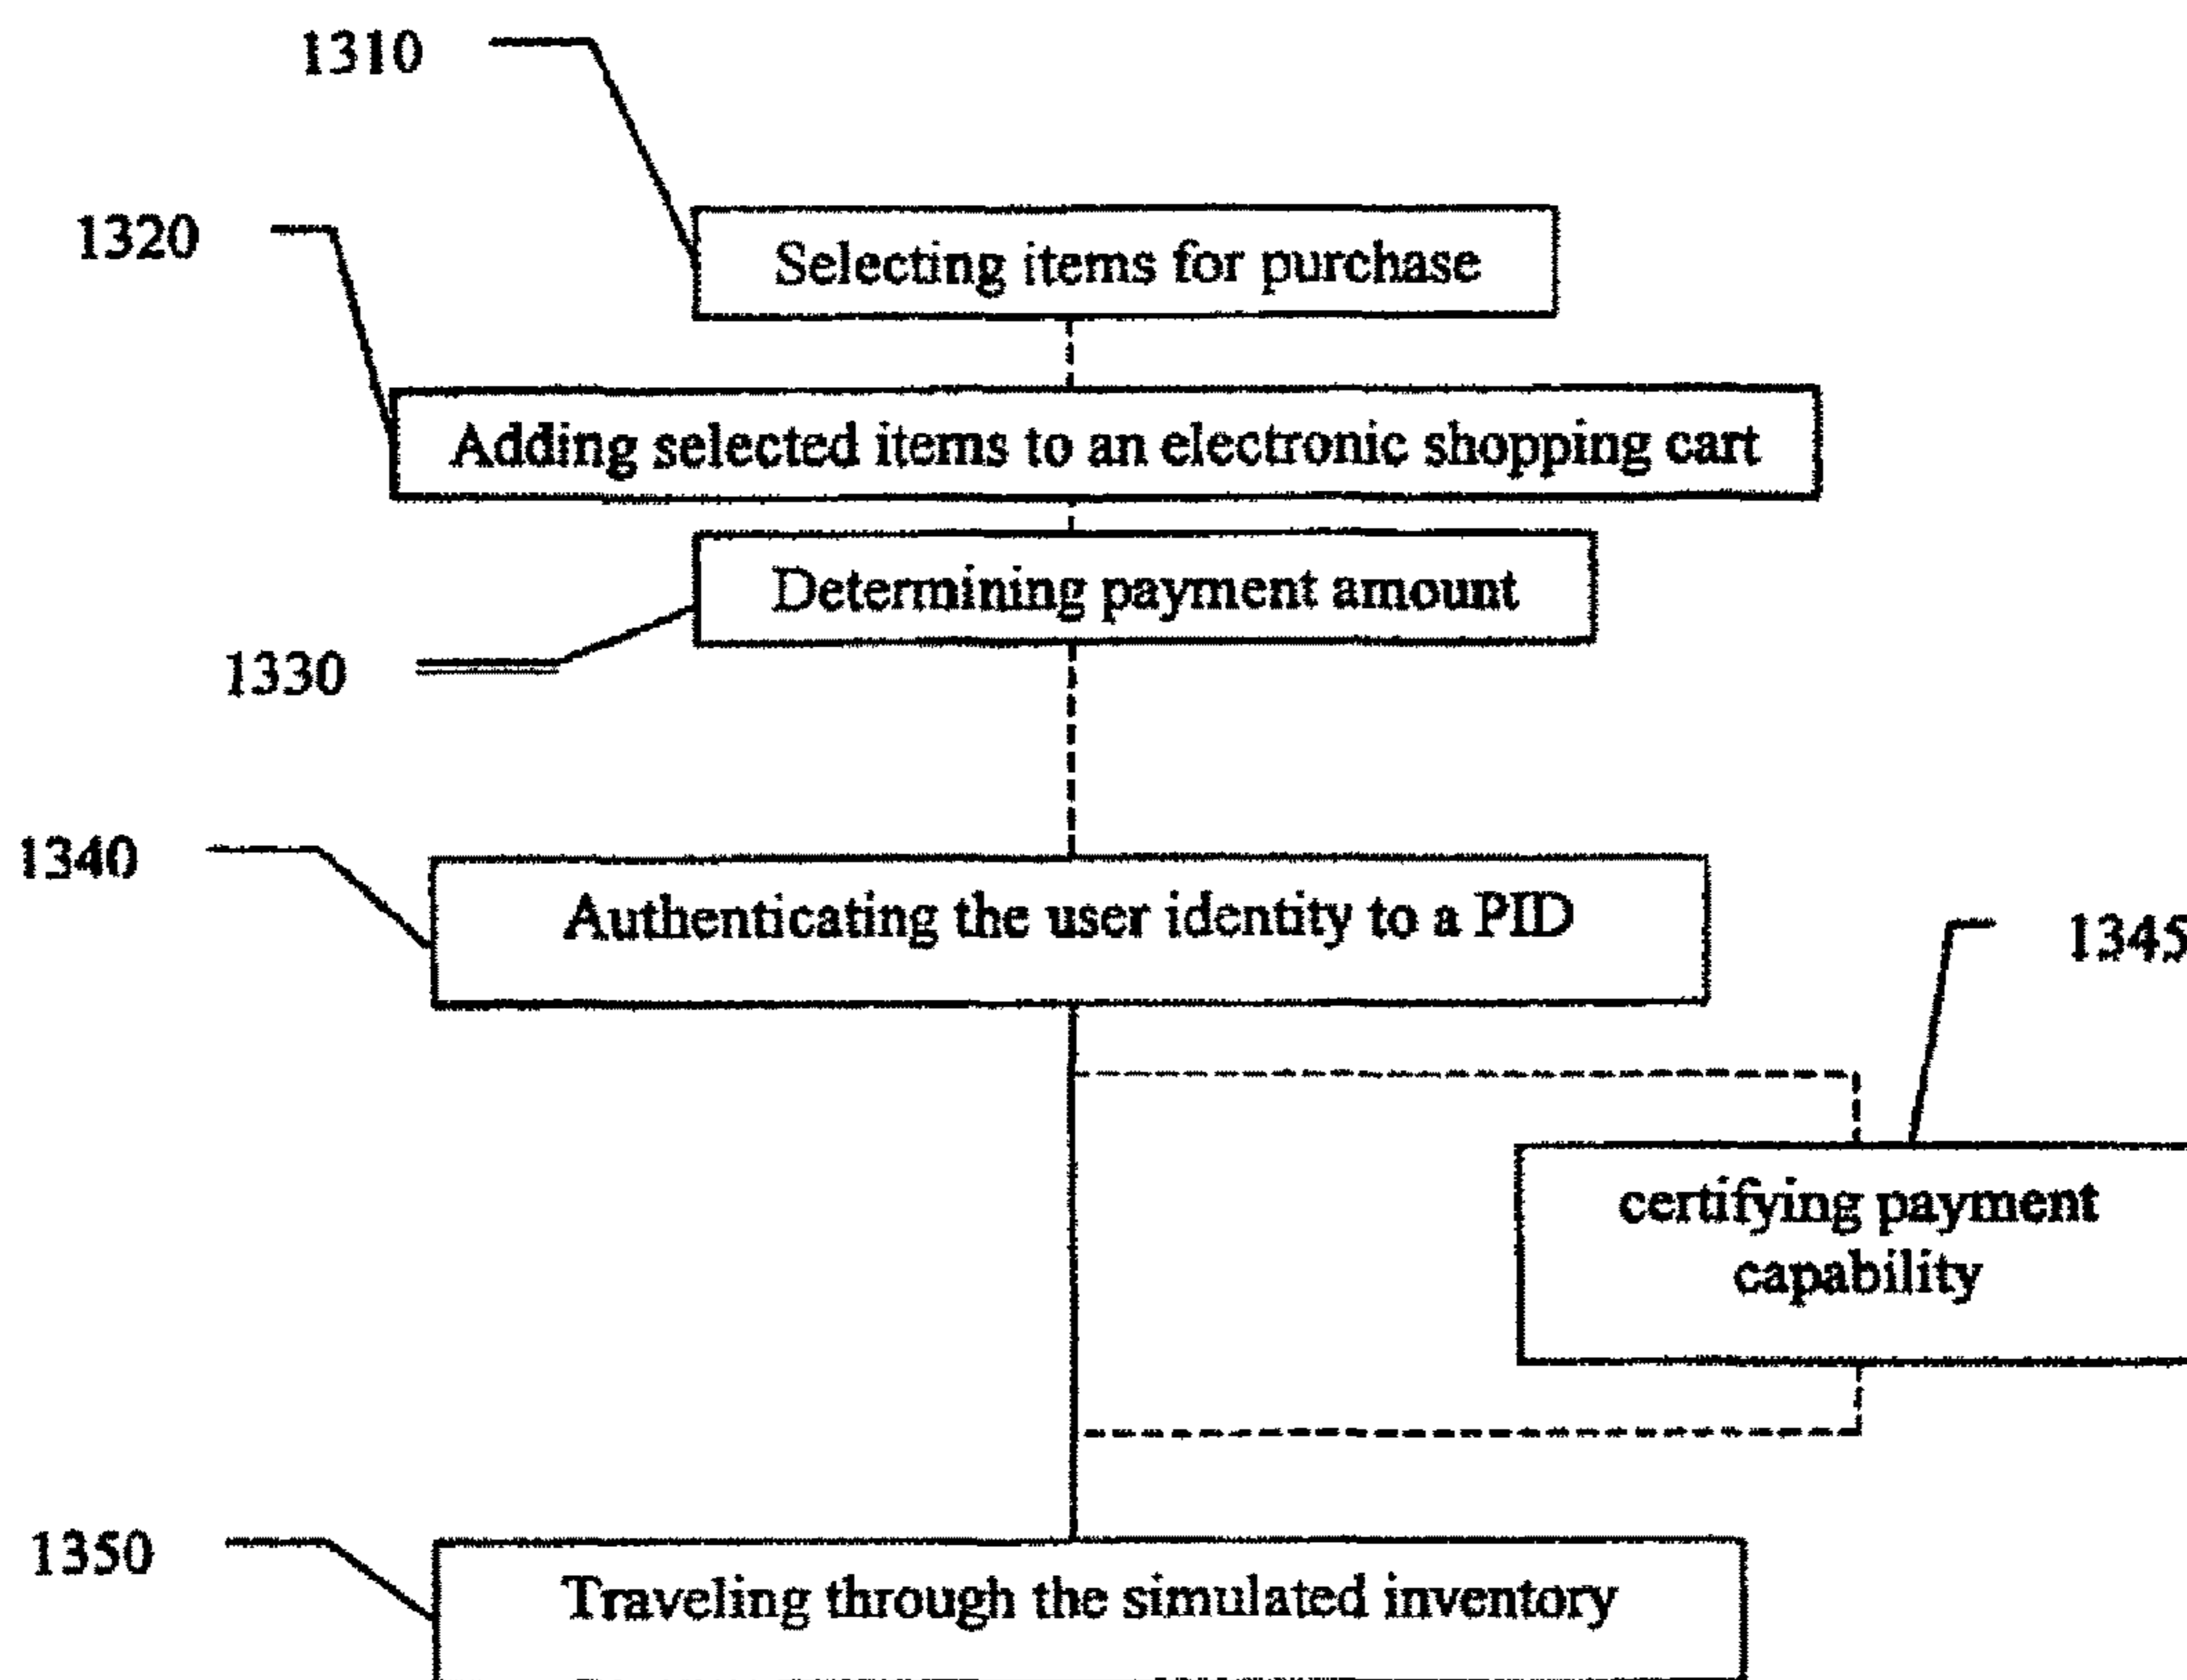 1310
Selecting items for purchase
1320
Adding selected items to an electronic shopping cart
Determining payment amount
1330
1340
Authenticating the user identity to a PID
1345
certifying payment
capability
1350
Traveling through the simulated inventory